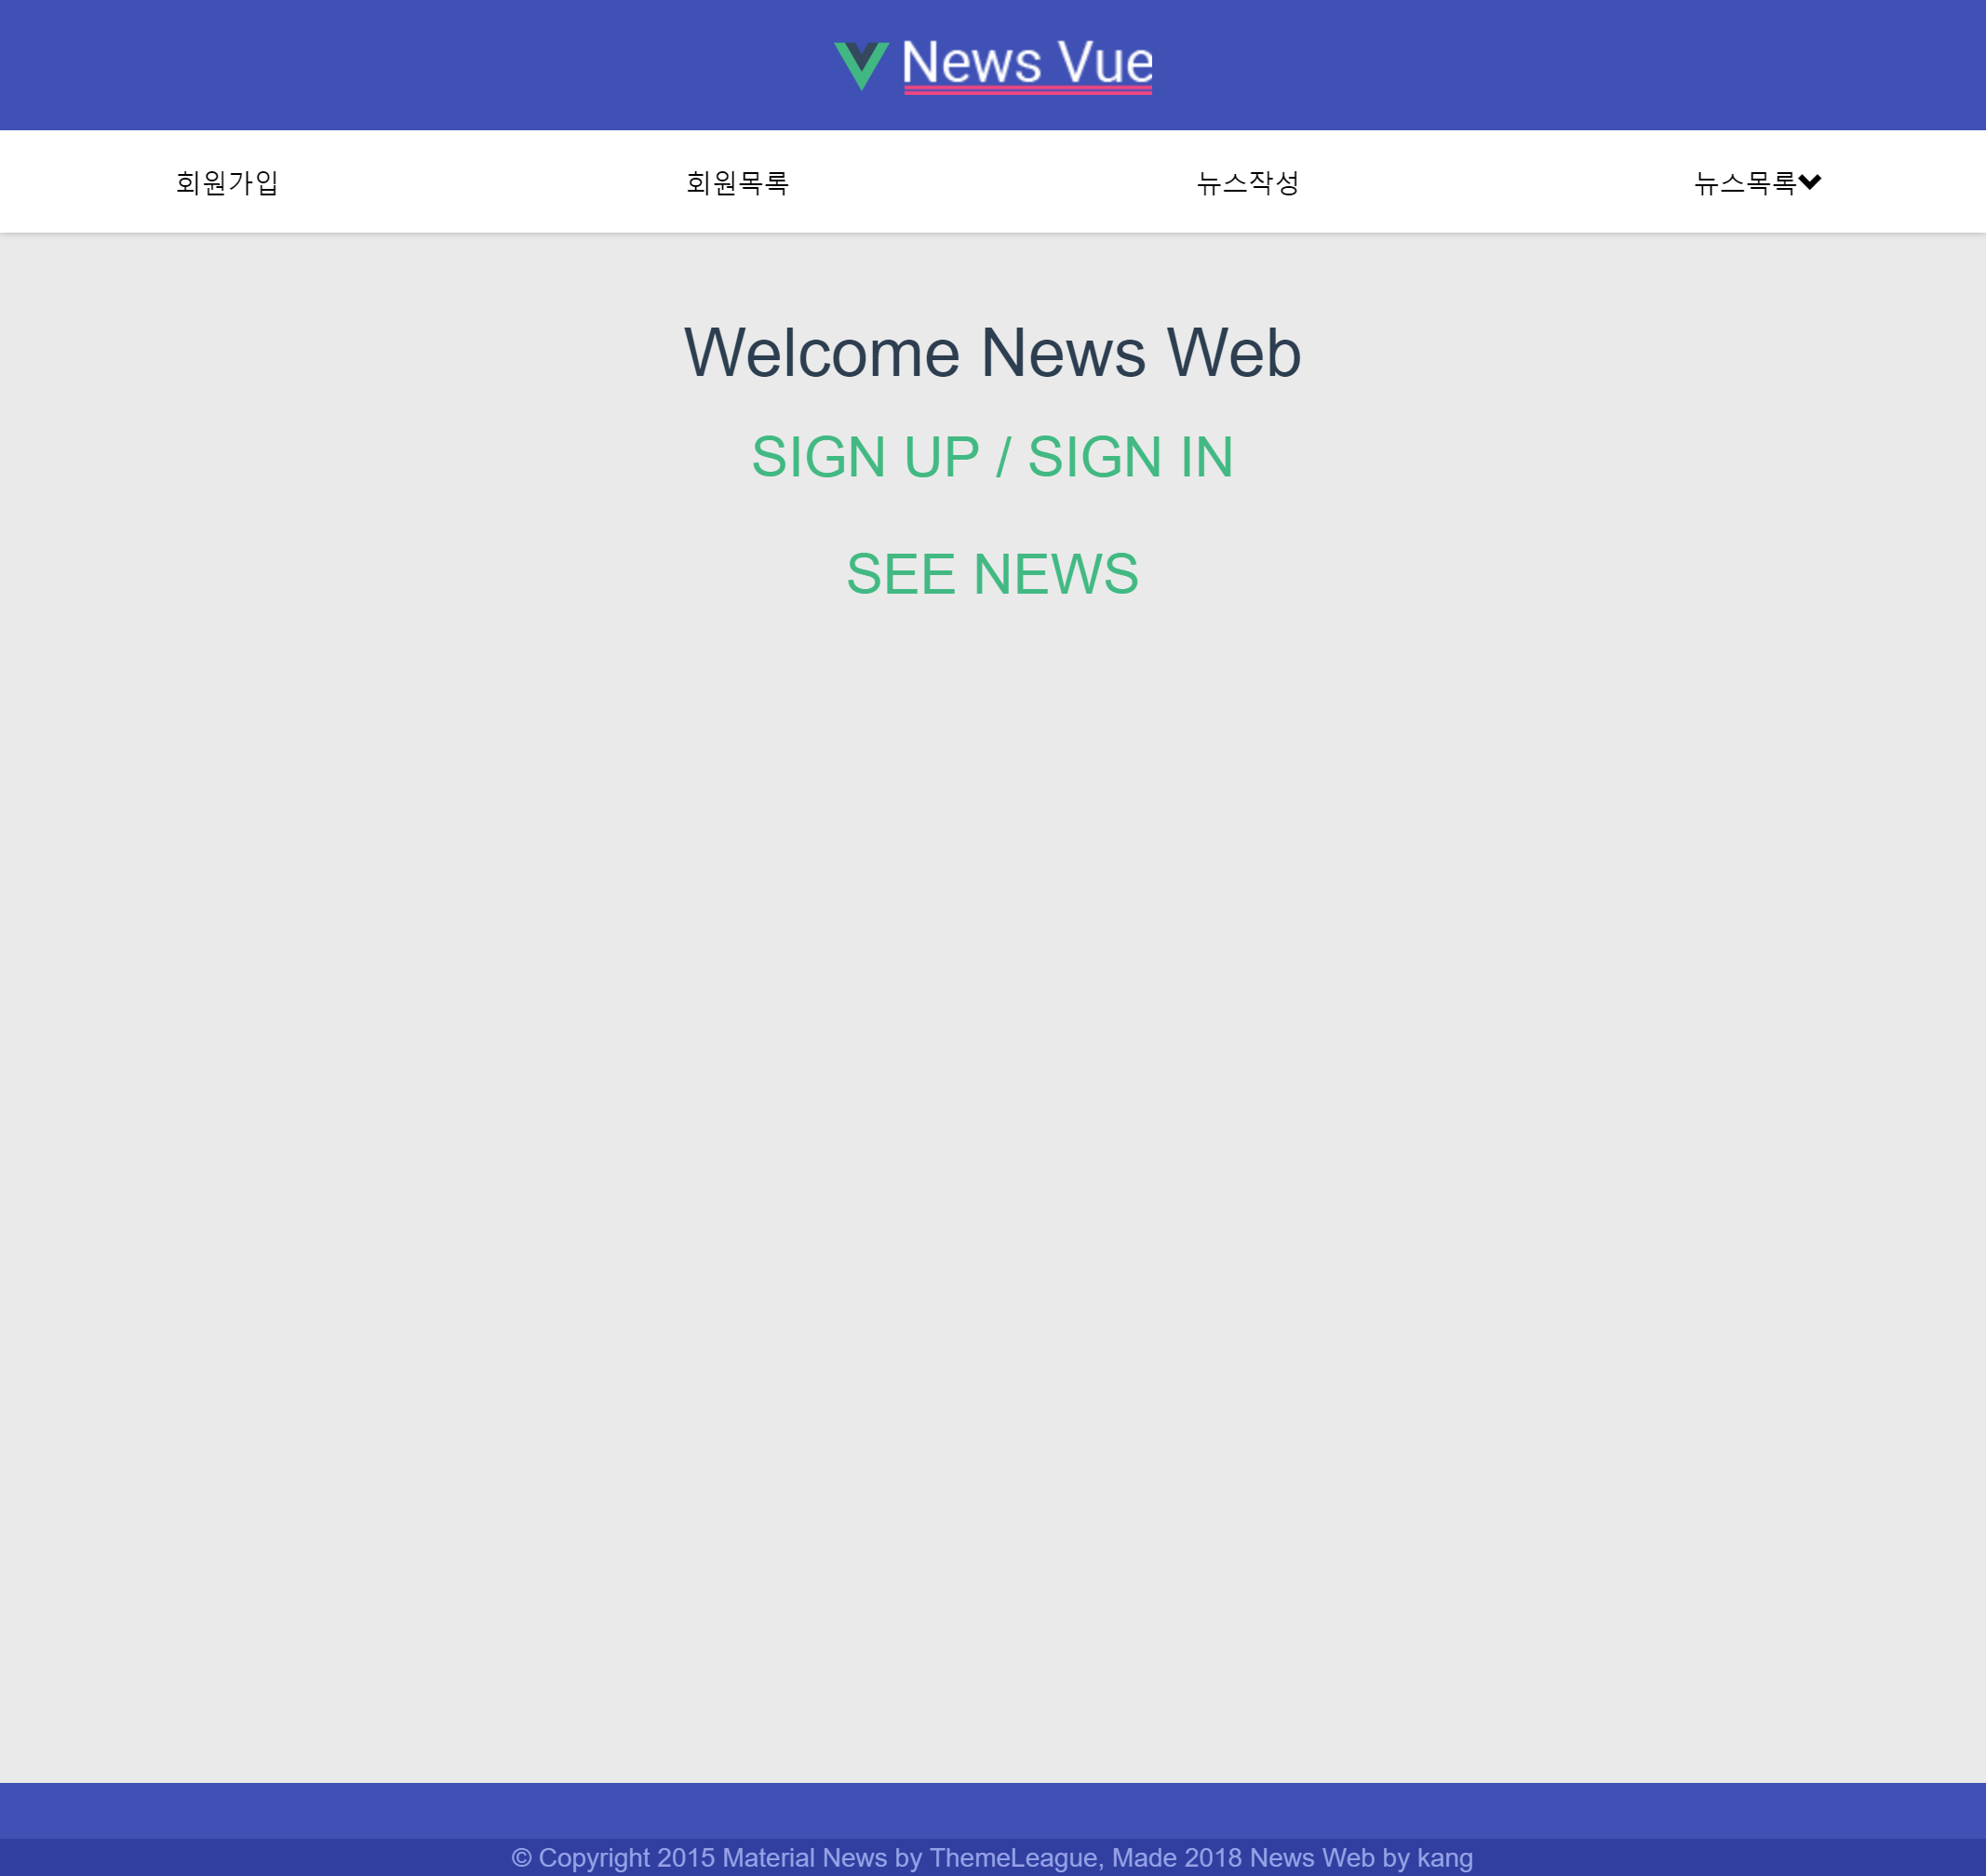 News Vue
회원가입 회원목록 뉴스작성 뉴스목록
Welcome News Web
SIGN UP / SIGN IN
SEE NEWS
© Copyright 2015 Material News by ThemeLeague, Made 2018 News Web by kang